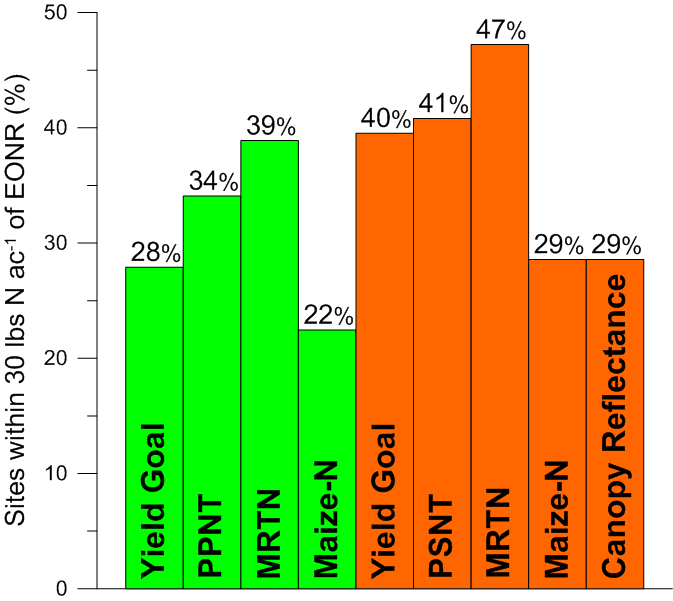 Sites within 30 lbs N ac⁻¹ of EONR (%)
50
40
30
20
10
0
28%
34%
39%
22%
40%
41%
47%
29%
29%
Yield Goal
PPNT
MRTN
Maize-N
Yield Goal
PSNT
MRTN
Maize-N
Canopy Reflectance